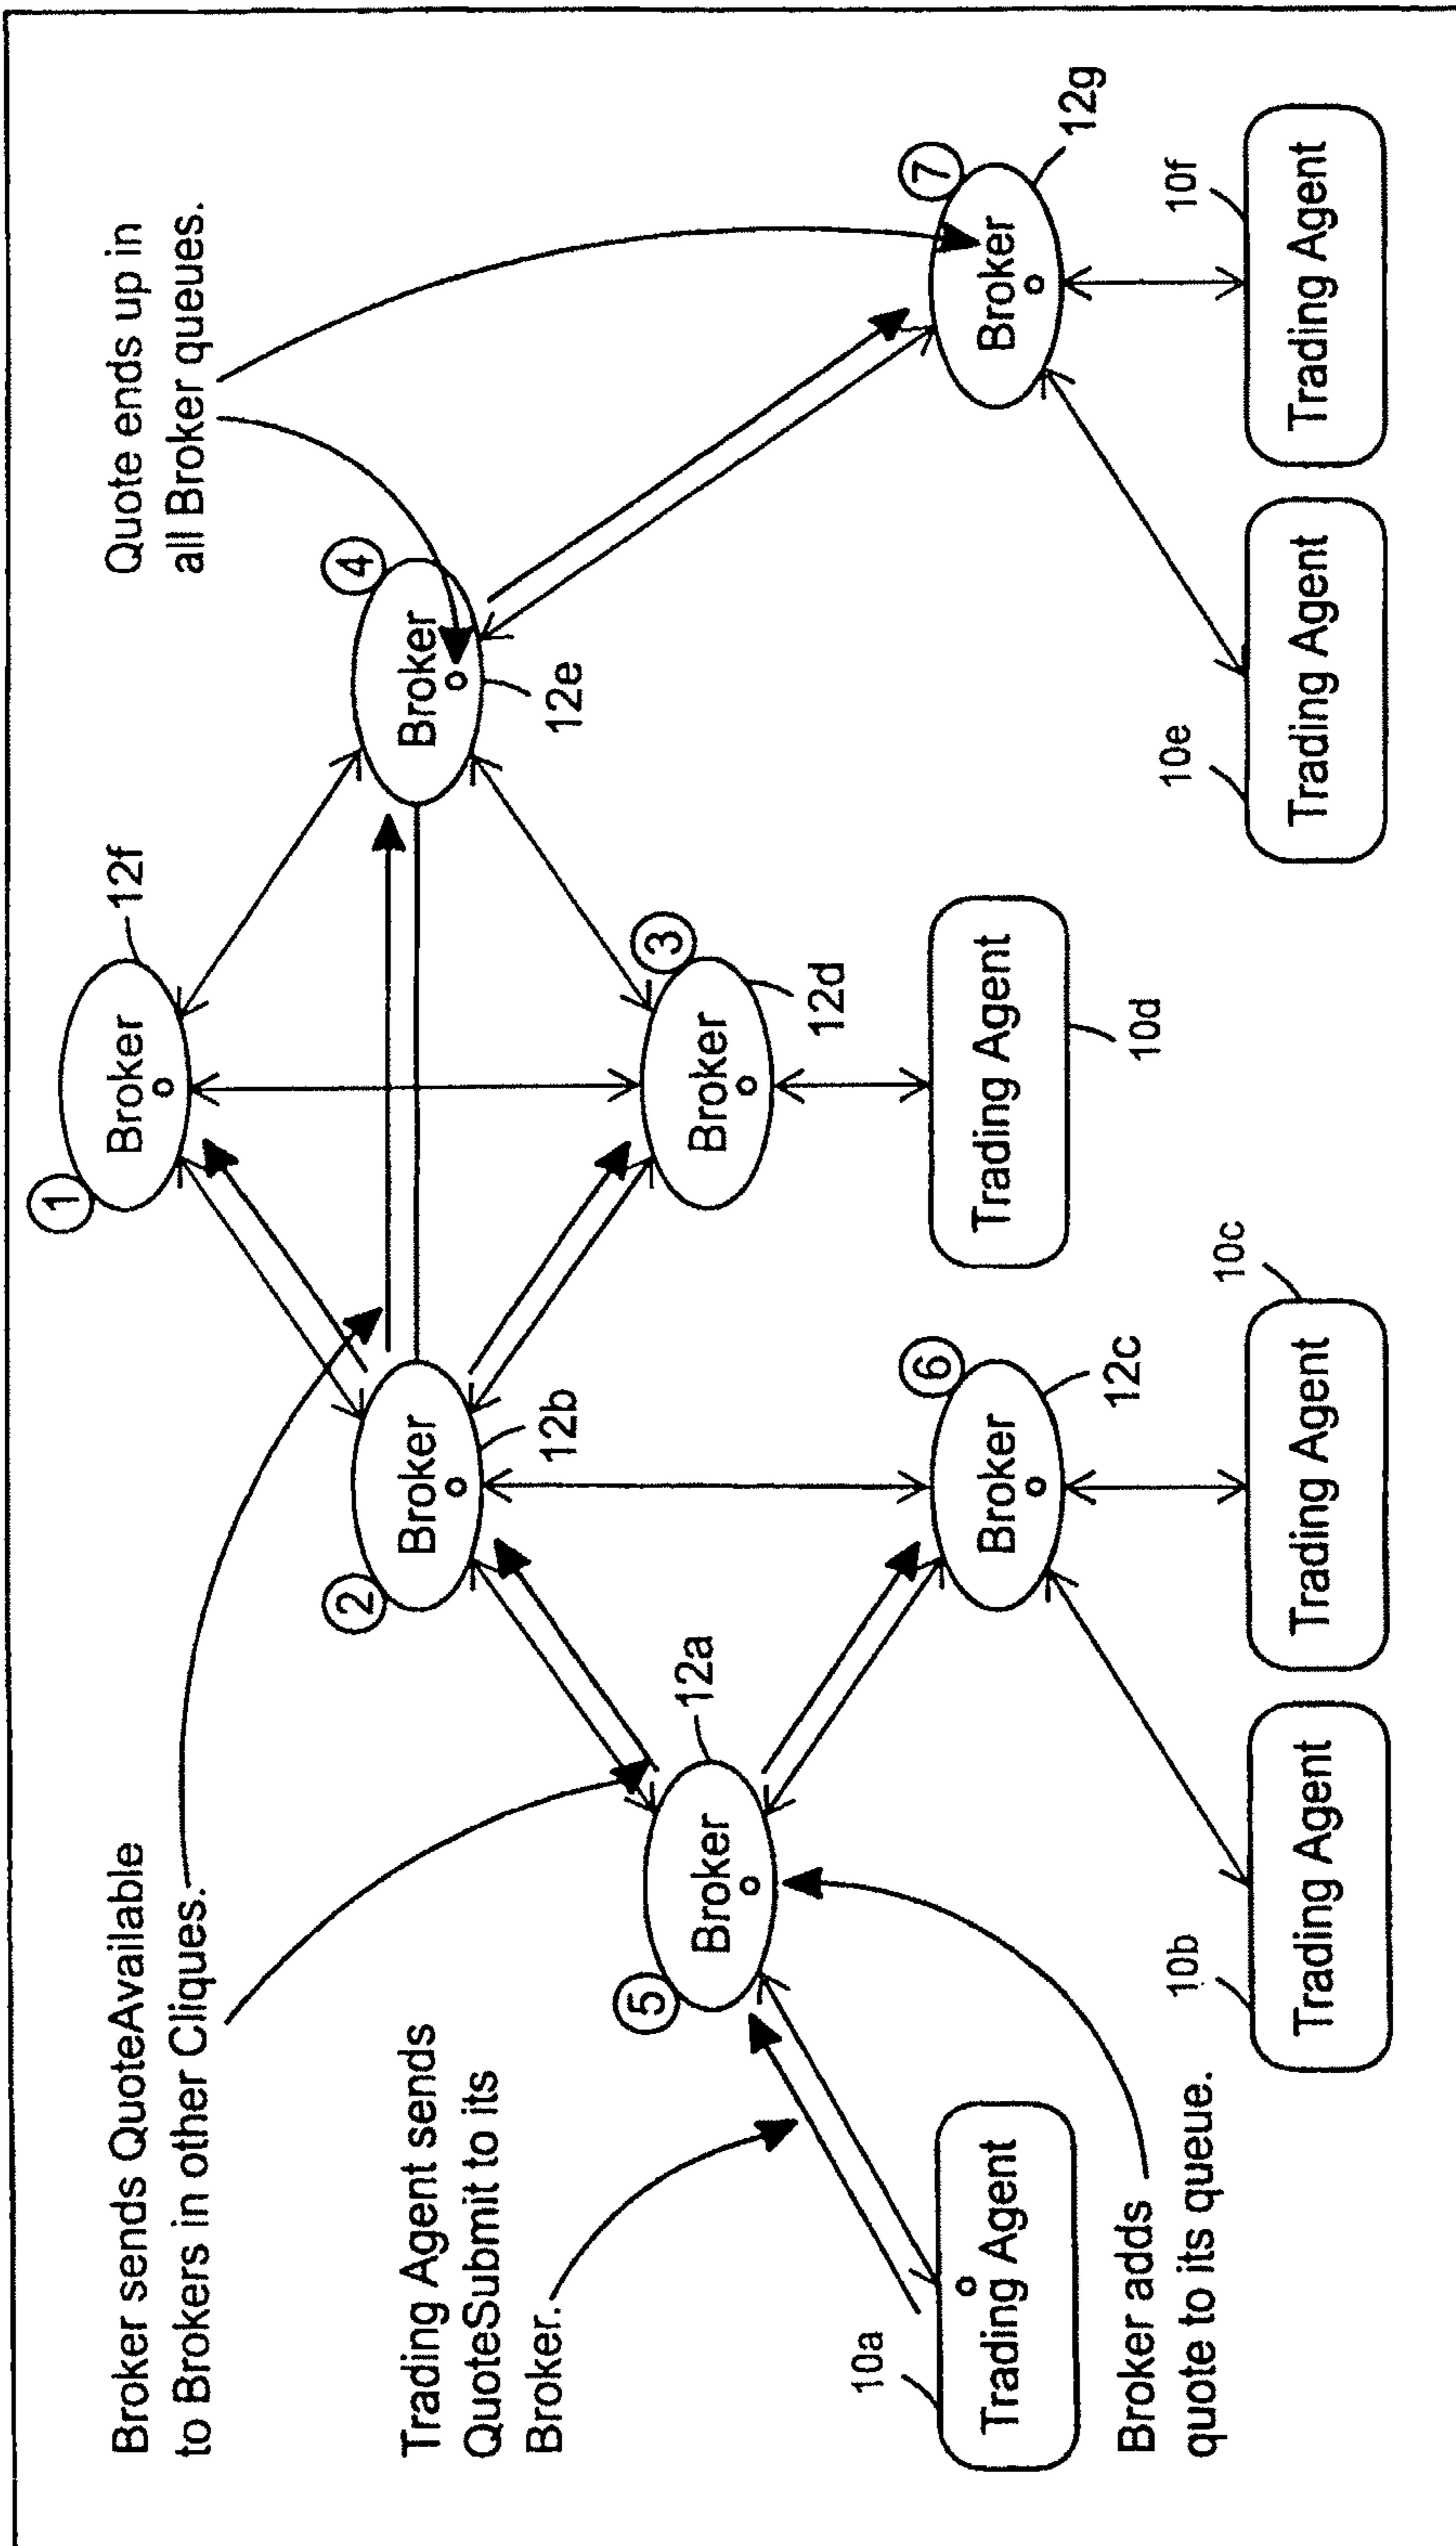 Broker sends QuoteAvailable
to Brokers in other Cliques.
Quote ends up in
all Broker queues.
Trading Agent sends
QuoteSubmit to its
Broker.
1
Broker
12f
2
Broker
12b
4
Broker
12e
5
Broker
12a
3
Broker
12d
6
Broker
12c
7
Broker
12g
10a
Trading Agent
10d
Trading Agent
Broker adds
quote to its queue.
10b
Trading Agent
10c
Trading Agent
10e
Trading Agent
10f
Trading Agent